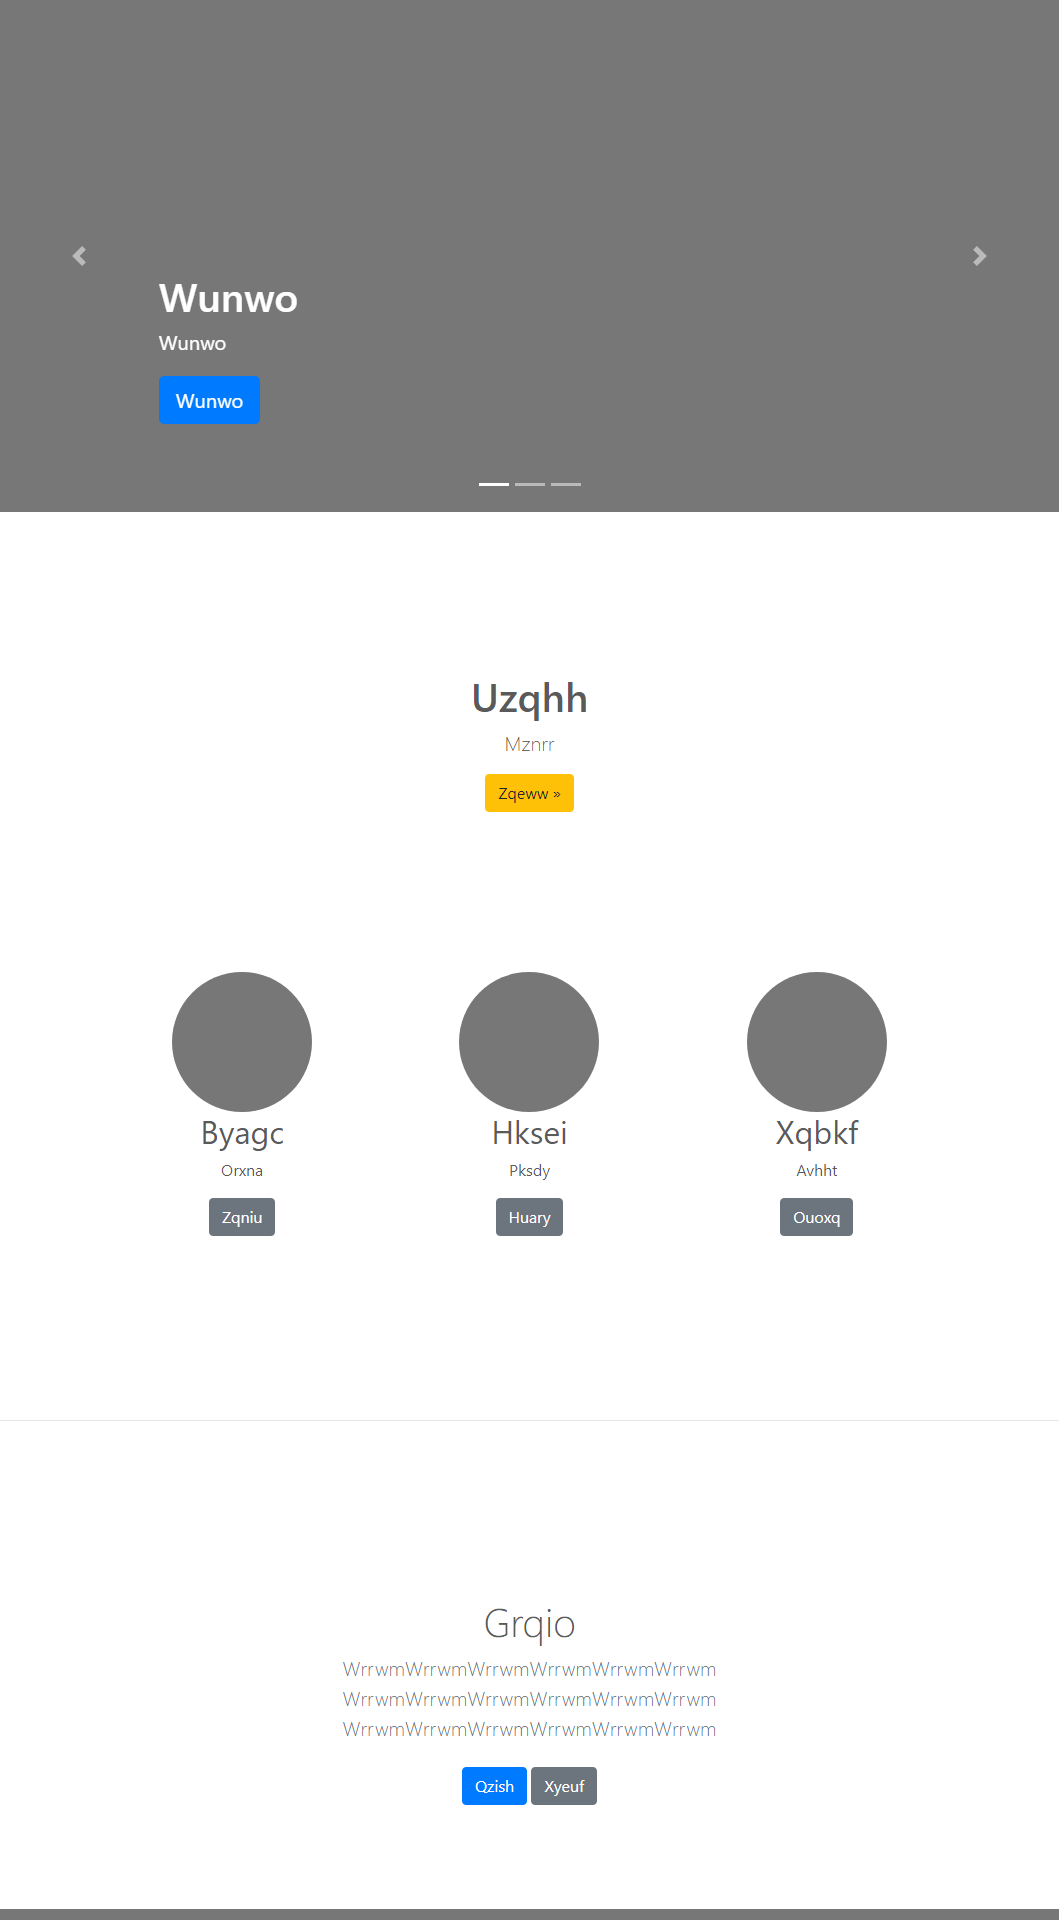 Wunwo
Wunwo
Wunwo
Uzqhh
Mznrr
Zqeww »
Byagc
Orxna
Zqniu
Hksei
Pksdy
Huary
Xqbkf
Avhht
Ouoxq
Grqio
WrrwmWrrwmWrrwmWrrwmWrrwmWrrwm
WrrwmWrrwmWrrwmWrrwmWrrwmWrrwm
WrrwmWrrwmWrrwmWrrwmWrrwmWrrwm
Qzish Xyeuf